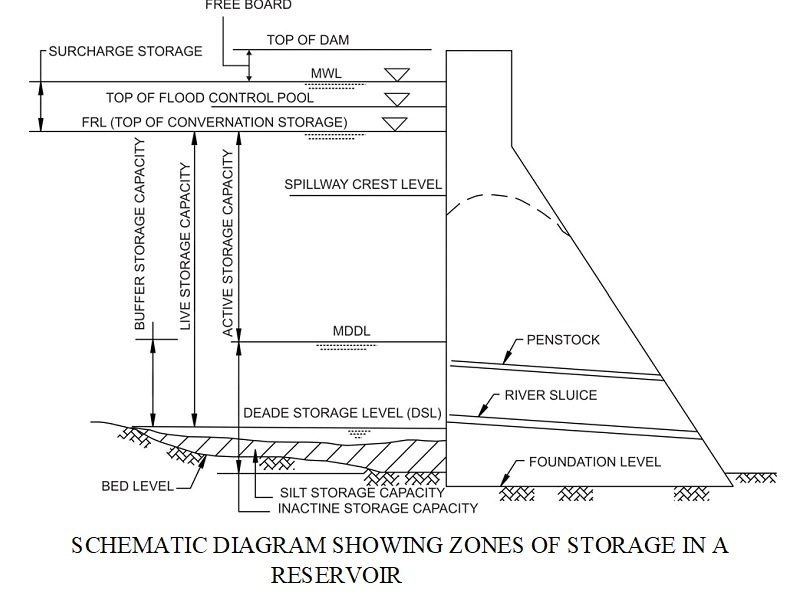 FREE BOARD
TOP OF DAM
SURCHARGE STORAGE
MWL
TOP OF FLOOD CONTROL POOL
FRL (TOP OF CONVERNATION STORAGE)
BUFFER STORAGE CAPACITY
LIVE STORAGE CAPACITY
ACTIVE STORAGE CAPACITY
SPILLWAY CREST LEVEL
MDDL
PENSTOCK
RIVER SLUICE
DEADE STORAGE LEVEL (DSL)
FOUNDATION LEVEL
BED LEVEL
SILT STORAGE CAPACITY
INACTINE STORAGE CAPACITY
SCHEMATIC DIAGRAM SHOWING ZONES OF STORAGE IN A
RESERVOIR